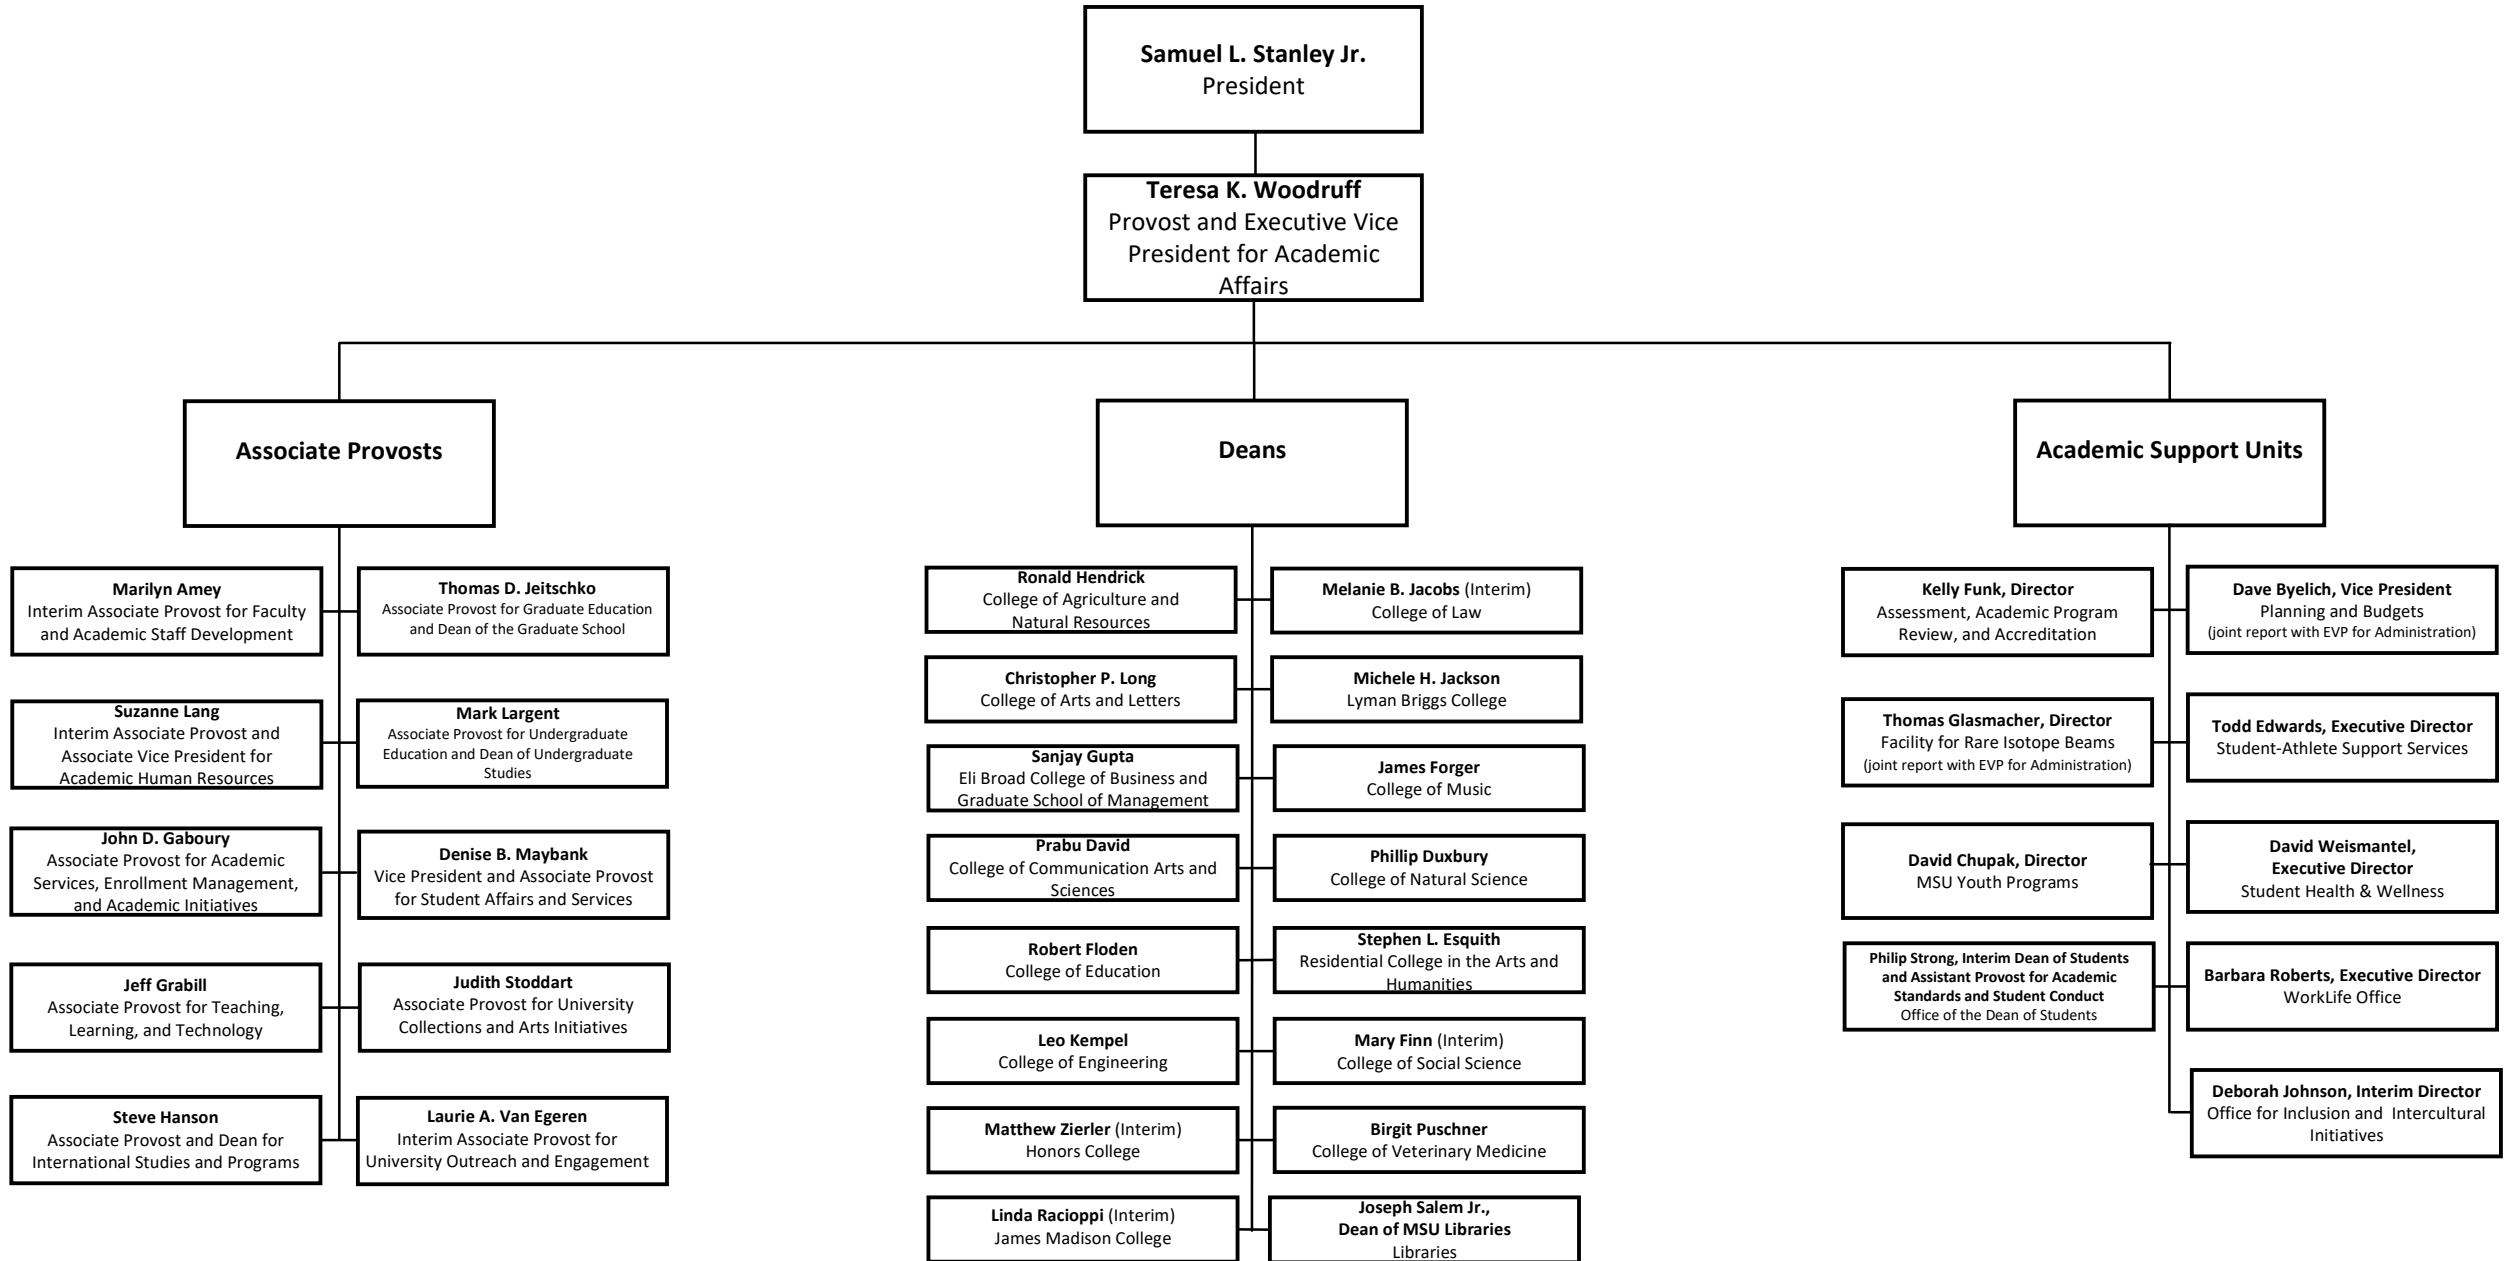 Samuel L. Stanley Jr.
President
Teresa K. Woodruff
Provost and Executive Vice
President for Academic
Affairs
Associate Provosts
Marilyn Amey
Interim Associate Provost for Faculty
and Academic Staff Development
Thomas D. Jeitschko
Associate Provost for Graduate Education
and Dean of the Graduate School
Suzanne Lang
Interim Associate Provost and
Associate Vice President for
Academic Human Resources
Mark Largent
Associate Provost for Undergraduate
Education and Dean of Undergraduate
Studies
John D. Gaboury
Associate Provost for Academic
Services, Enrollment Management,
and Academic Initiatives
Denise B. Maybank
Vice President and Associate Provost
for Student Affairs and Services
Jeff Grabill
Associate Provost for Teaching,
Learning, and Technology
Judith Stoddart
Associate Provost for University
Collections and Arts Initiatives
Steve Hanson
Associate Provost and Dean for
International Studies and Programs
Laurie A. Van Egeren
Interim Associate Provost for
University Outreach and Engagement
Deans
Ronald Hendrick
College of Agriculture and
Natural Resources
Melanie B. Jacobs (Interim)
College of Law
Christopher P. Long
College of Arts and Letters
Michele H. Jackson
Lyman Briggs College
Sanjay Gupta
Eli Broad College of Business and
Graduate School of Management
James Forger
College of Music
Prabu David
College of Communication Arts and
Sciences
Phillip Duxbury
College of Natural Science
Robert Floden
College of Education
Stephen L. Esquith
Residential College in the Arts and
Humanities
Leo Kempel
College of Engineering
Mary Finn (Interim)
College of Social Science
Matthew Zierler (Interim)
Honors College
Birgit Puschner
College of Veterinary Medicine
Linda Racioppi (Interim)
James Madison College
Joseph Salem Jr.,
Dean of MSU Libraries
Libraries
Academic Support Units
Kelly Funk, Director
Assessment, Academic Program
Review, and Accreditation
Dave Byelich, Vice President
Planning and Budgets
(joint report with EVP for Administration)
Thomas Glasmacher, Director
Facility for Rare Isotope Beams
(joint report with EVP for Administration)
Todd Edwards, Executive Director
Student-Athlete Support Services
David Chupak, Director
MSU Youth Programs
David Weismantel,
Executive Director
Student Health & Wellness
Philip Strong, Interim Dean of Students
and Assistant Provost for Academic
Standards and Student Conduct
Office of the Dean of Students
Barbara Roberts, Executive Director
WorkLife Office
Deborah Johnson, Interim Director
Office for Inclusion and Intercultural
Initiatives